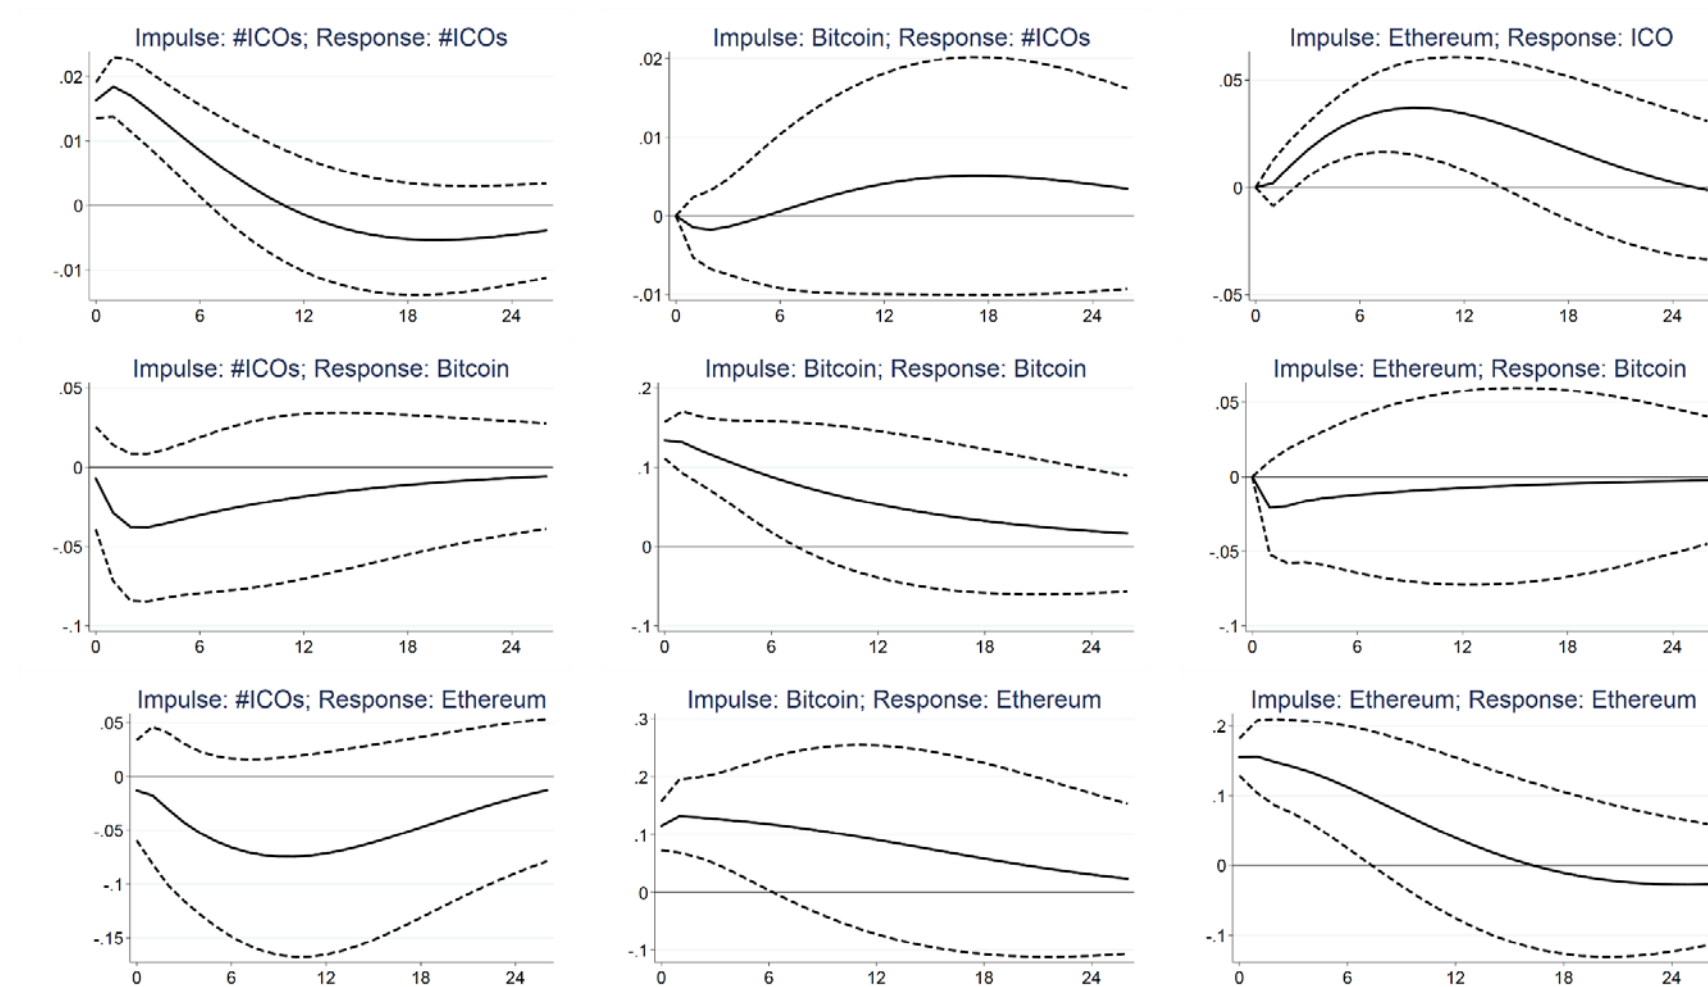 Impulse: #ICOs; Response: #ICOs
.02
.01
0
-.01
0 6 12 18 24
Impulse: Bitcoin; Response: #ICOs
.02
.01
0
-.01
0 6 12 18 24
Impulse: Ethereum; Response: ICO
.05
0
-.05
0 6 12 18 24
Impulse: #ICOs; Response: Bitcoin
.05
0
-.05
-.1
0 6 12 18 24
Impulse: Bitcoin; Response: Bitcoin
.2
.1
0
-.1
0 6 12 18 24
Impulse: Ethereum; Response: Bitcoin
.05
0
-.05
-.1
0 6 12 18 24
Impulse: #ICOs; Response: Ethereum
.05
0
-.05
-.1
-.15
0 6 12 18 24
Impulse: Bitcoin; Response: Ethereum
.3
.2
.1
0
-.1
0 6 12 18 24
Impulse: Ethereum; Response: Ethereum
.2
.1
0
-.1
0 6 12 18 24